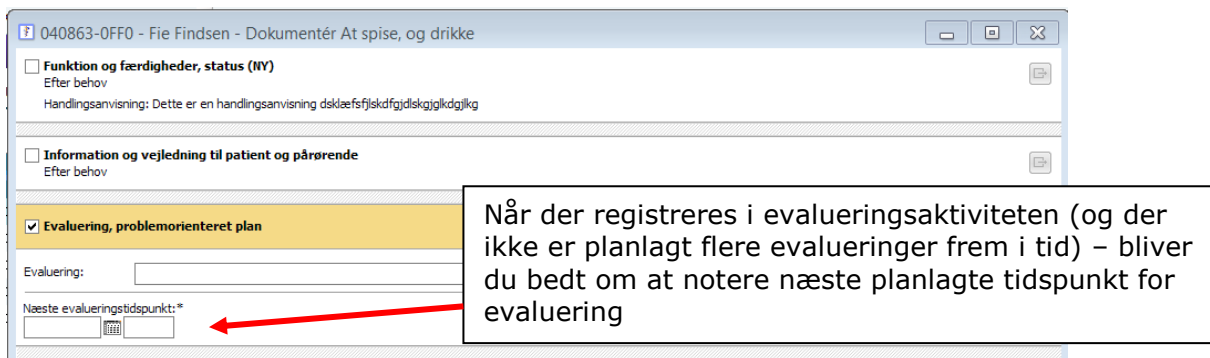 040863-0FF0 - Fie Findsen - Dokumentér At spise, og drikke
Funktion og færdigheder, status (NY)
Efter behov
Handlingsanvisning: Dette er en handlingsanvisning dsklæfsfjlskdfgjdlskgjglkdgjlkg
Information og vejledning til patient og pårørende
Efter behov
Evaluering, problemorienteret plan
Evaluering:
Næste evalueringstidspunkt:*
Når der registreres i evalueringsaktiviteten (og der
ikke er planlagt flere evalueringer frem i tid) – bliver
du bedt om at notere næste planlagte tidspunkt for
evaluering